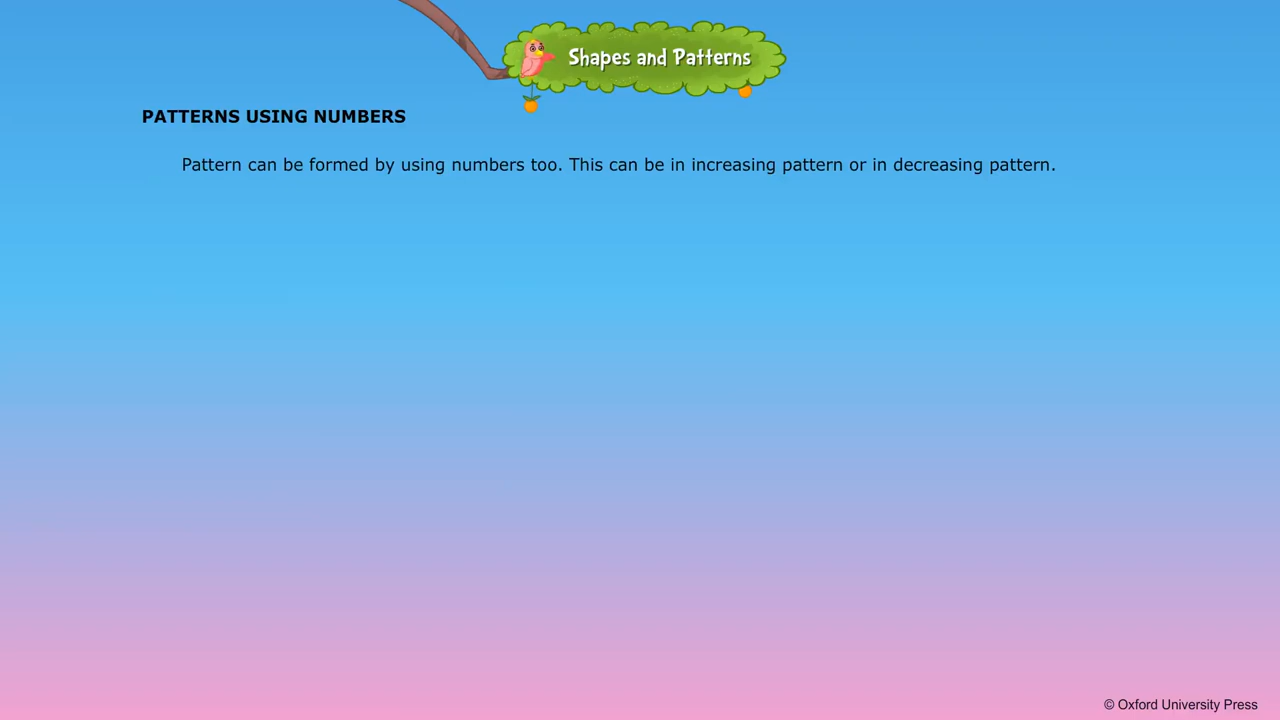 Shapes and Patterns
PATTERNS USING NUMBERS
Pattern can be formed by using numbers too. This can be in increasing pattern or in decreasing pattern.
© Oxford University Press